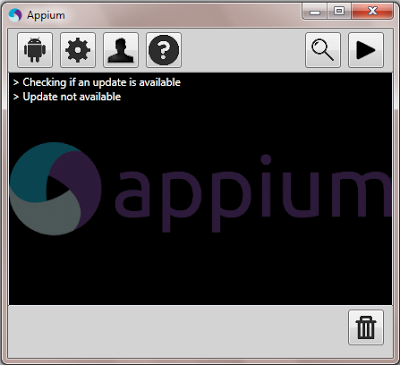 Appium
> Checking if an update is available
> Update not available
appium